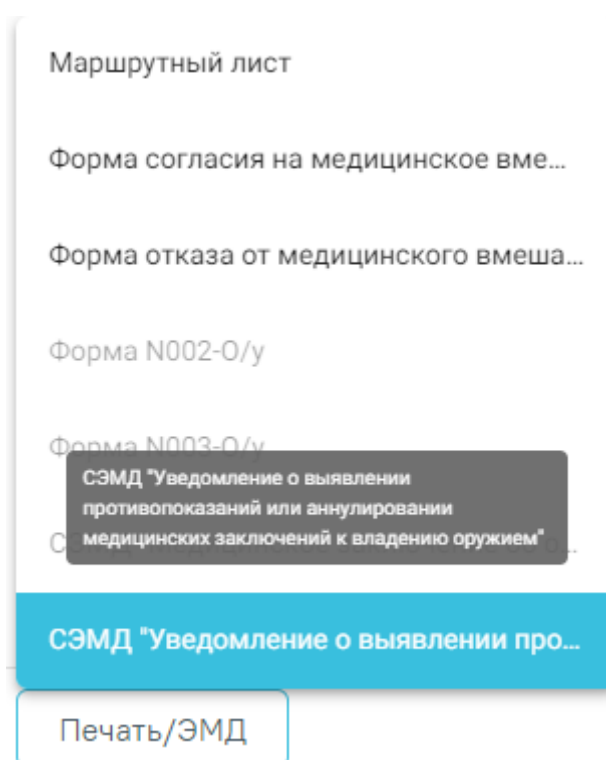 Маршрутный лист
Форма согласия на медицинское вме...
Форма отказа от медицинского вмеша...
Форма N002-О/у
Форма N003-О/у
СЭМД "Уведомление о выявлении
противопоказаний или аннулировании
медицинских заключений к владению оружием"
СЭМД "Уведомление о выявлении про...
Печать/ЭМД